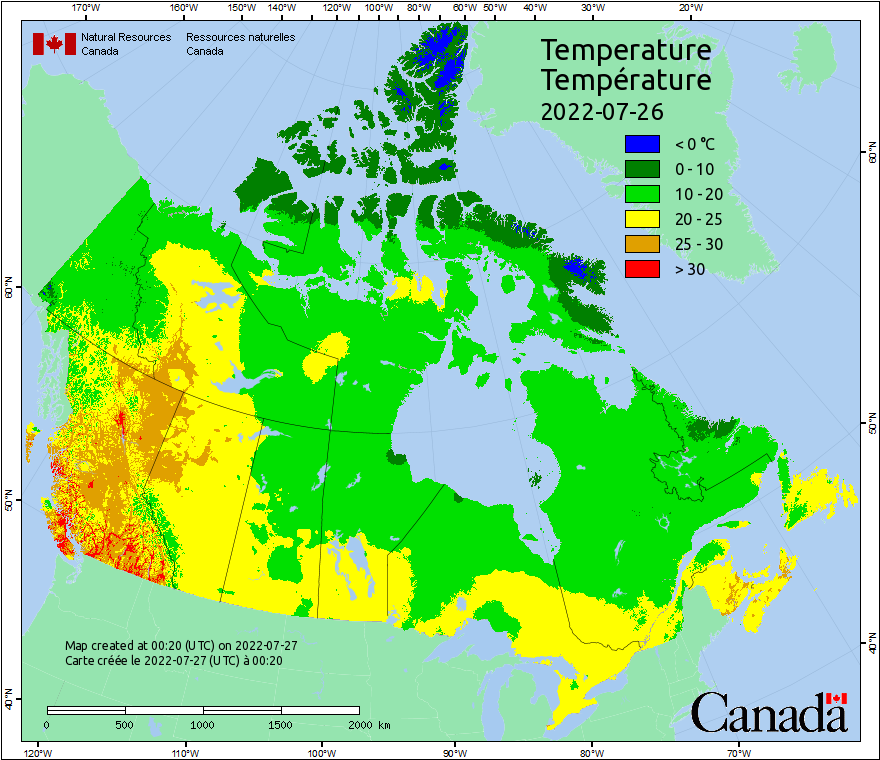 170°W 160°W 150°W 140°W 120°W 100°W 80°W 60°W 50°W 40°W 30°W 20°W
Natural Resources Ressources naturelles
Canada Canada
Temperature
Température
2022-07-26
< 0 °C
0 - 10
10 - 20
20 - 25
25 - 30
> 30
60°N
60°N
50°N
50°N
40°N
40°N
Map created at 00:20 (UTC) on 2022-07-27
Carte créée le 2022-07-27 (UTC) à 00:20
0 500 1000 1500 2000 km
Canada
120°W 110°W 100°W 90°W 80°W 70°W